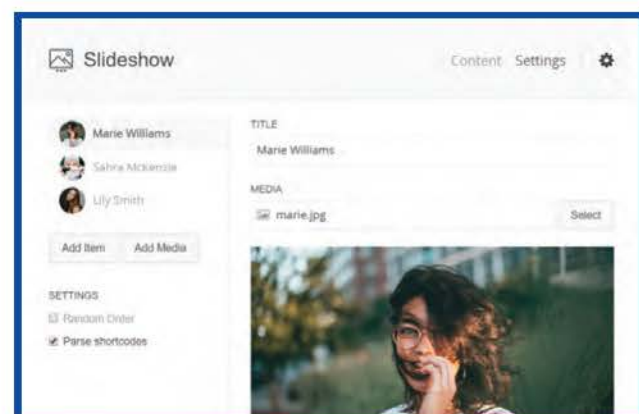 Slideshow
Content Settings
Marie Williams
Sahra Mckenzie
Lily Smith
Add Item Add Media
SETTINGS
Random Order
Parse shortcodes
TITLE
Marie Williams
MEDIA
marie.jpg Select